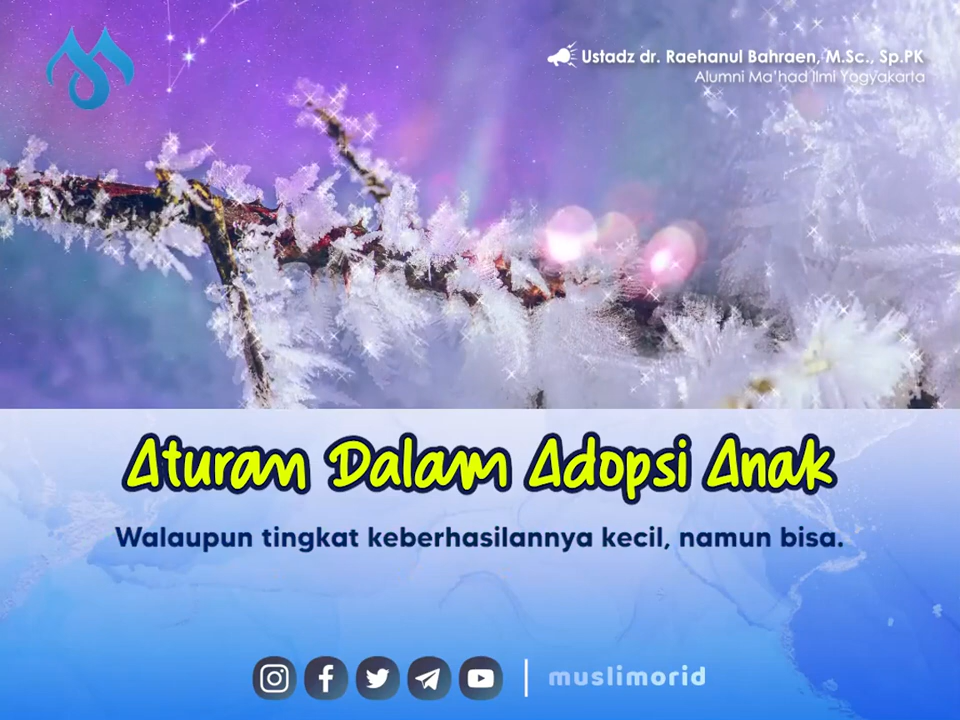 Ustadz dr. Raehanul Bahraen, M.Sc., Sp.PK
Alumni Ma'had Ilmi Yogyakarta
Aturan Dalam Adopsi Anak
Walaupun tingkat keberhasilannya kecil, namun bisa.
muslimorid